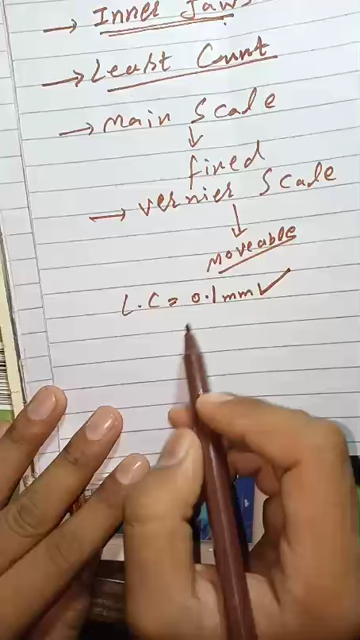 → Inner Jaws
→ Least Count
→ Main Scale
↓
fixed
→ Vernier Scale
↓
Moveable
L.C = 0.1mm ✓